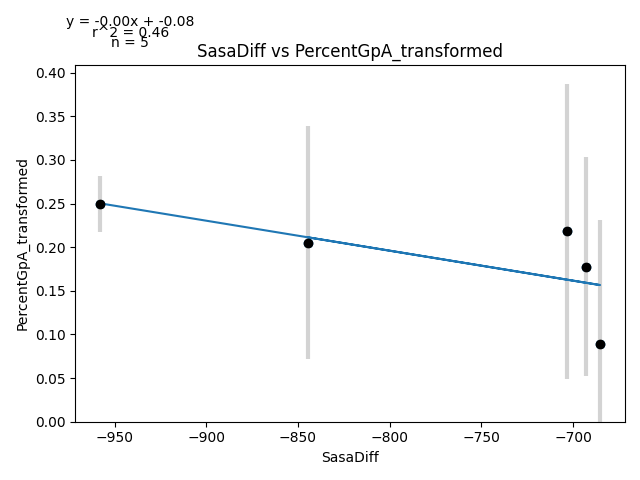 y = -0.00x + -0.08
r^2 = 0.46
n = 5
SasaDiff vs PercentGpA_transformed
0.40
0.35
0.30
0.25
0.20
0.15
0.10
0.05
0.00
PercentGpA_transformed
−950
−900
−850
−800
−750
−700
SasaDiff